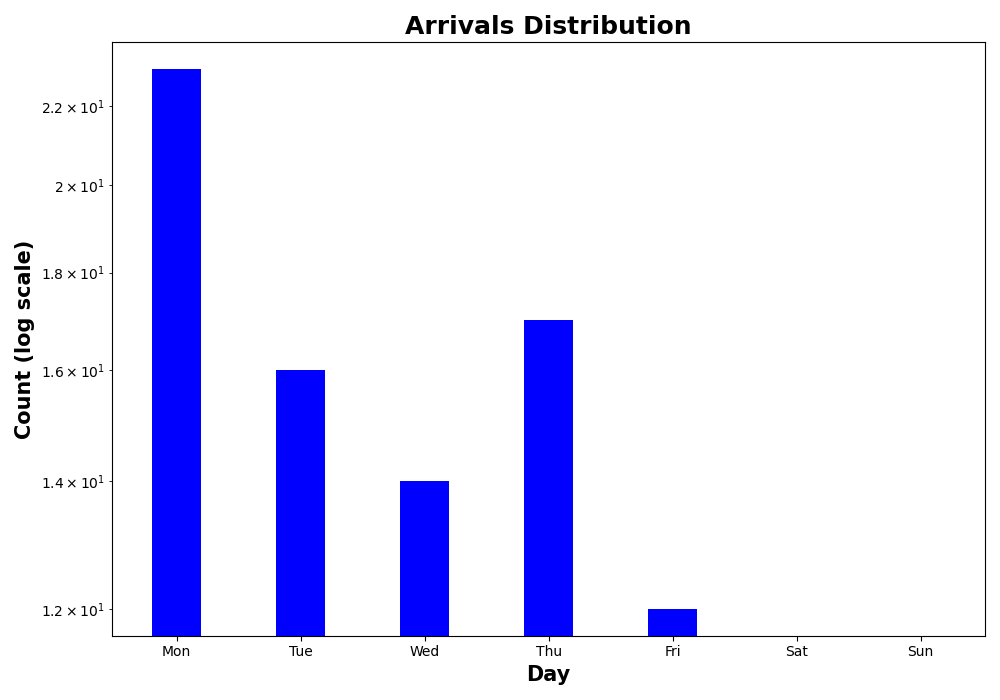 Arrivals Distribution
Count (log scale)
2.2 × 10¹
2 × 10¹
1.8 × 10¹
1.6 × 10¹
1.4 × 10¹
1.2 × 10¹
Mon Tue Wed Thu Fri Sat Sun
Day